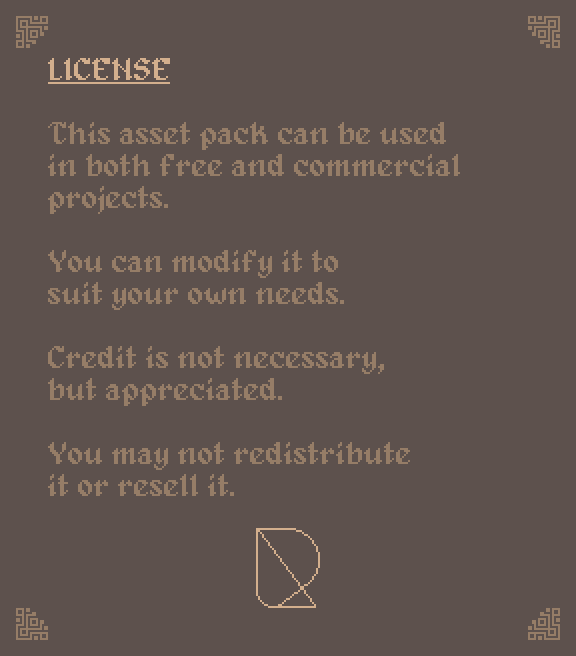 LICENSE
This asset pack can be used
in both free and commercial
projects.
You can modify it to
suit your own needs.
Credit is not necessary,
but appreciated.
You may not redistribute
it or resell it.